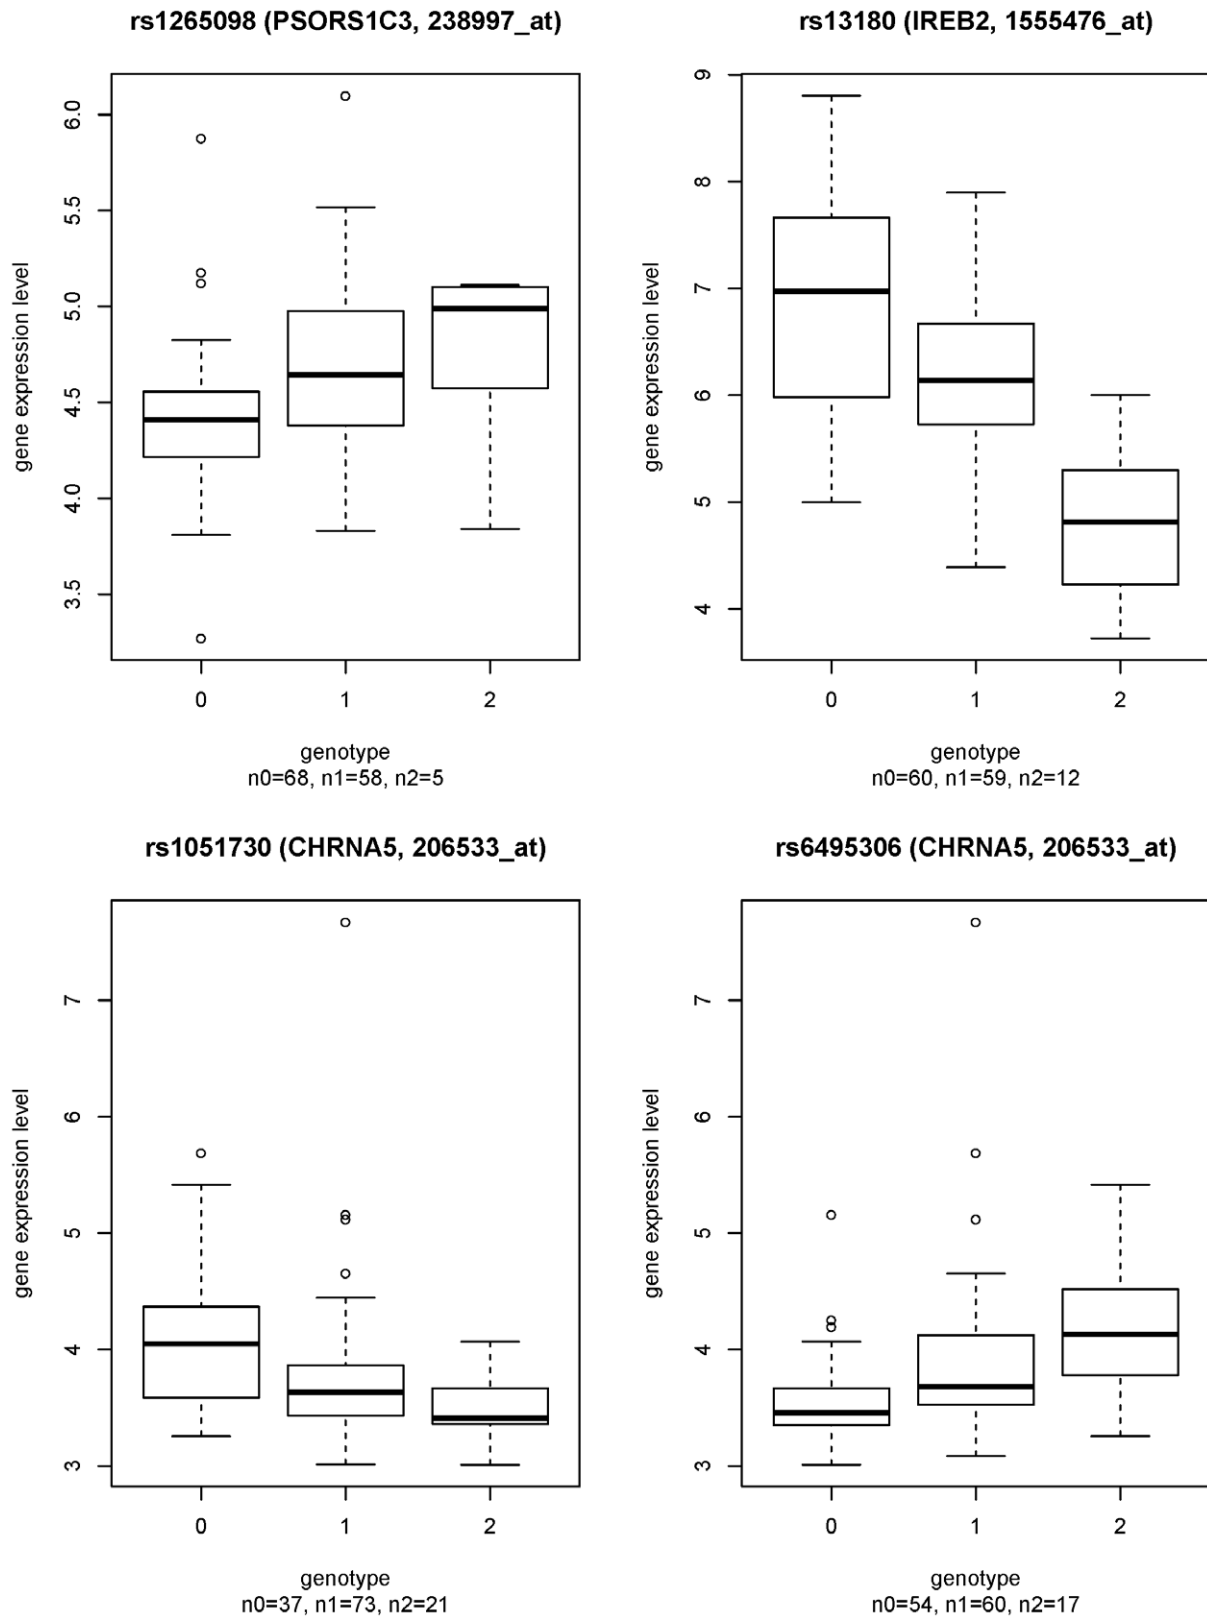 rs1265098 (PSORS1C3, 238997_at)
gene expression level
6.0
5.5
5.0
4.5
4.0
3.5
0 1 2
genotype
n0=68, n1=58, n2=5
rs13180 (IREB2, 1555476_at)
gene expression level
9
8
7
6
5
4
0 1 2
genotype
n0=60, n1=59, n2=12
rs1051730 (CHRNA5, 206533_at)
gene expression level
7
6
5
4
3
0 1 2
genotype
n0=37, n1=73, n2=21
rs6495306 (CHRNA5, 206533_at)
gene expression level
7
6
5
4
3
0 1 2
genotype
n0=54, n1=60, n2=17